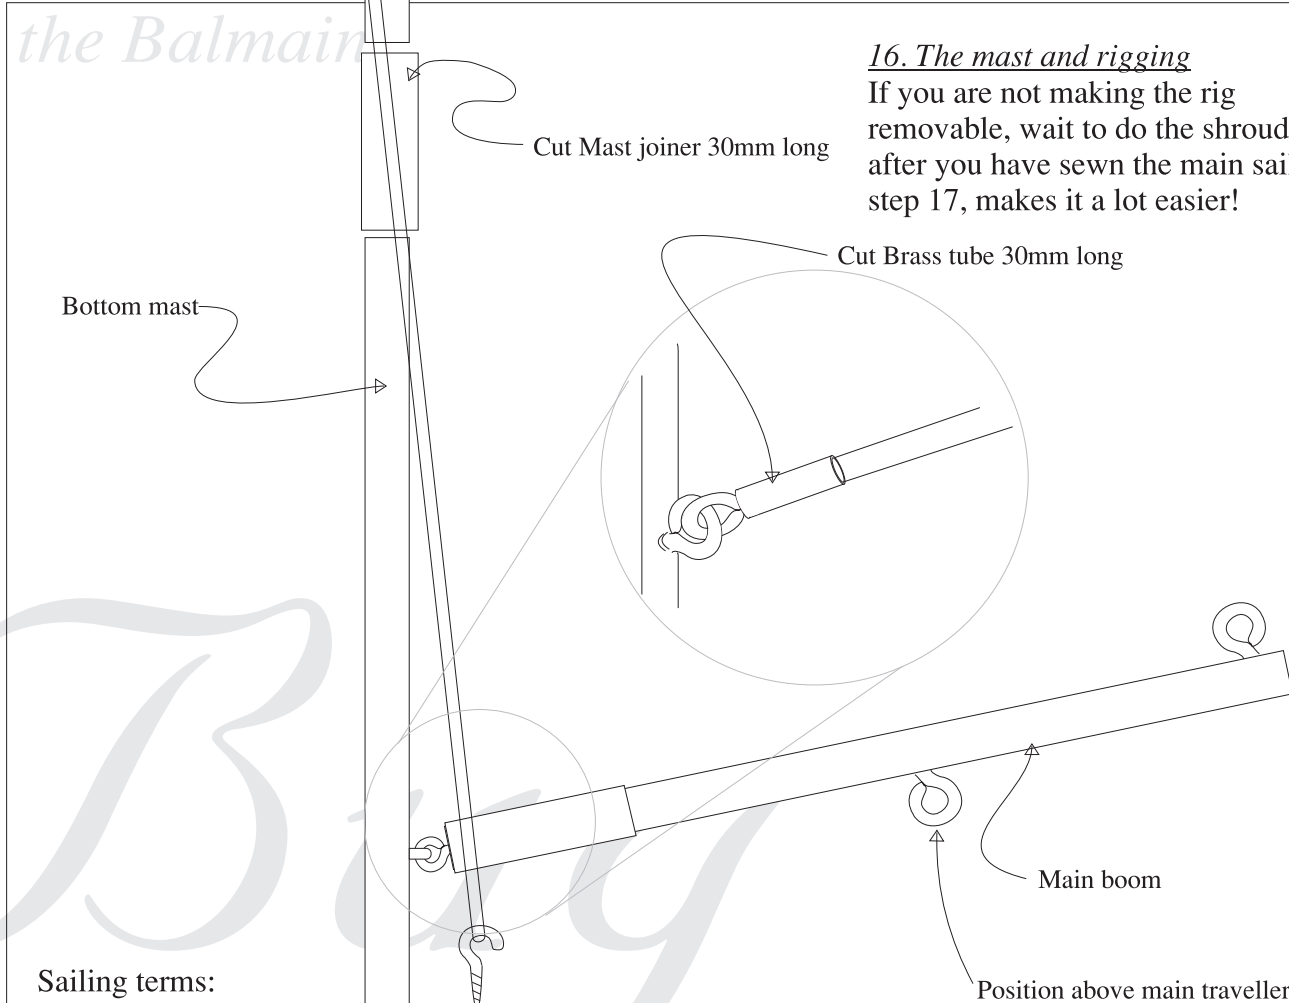 the Balmain
16. The mast and rigging
If you are not making the rig
removable, wait to do the shroud
after you have sewn the main sai
step 17, makes it a lot easier!
Cut Mast joiner 30mm long
Cut Brass tube 30mm long
Bottom mast
Bug
Main boom
Sailing terms:
Position above main traveller